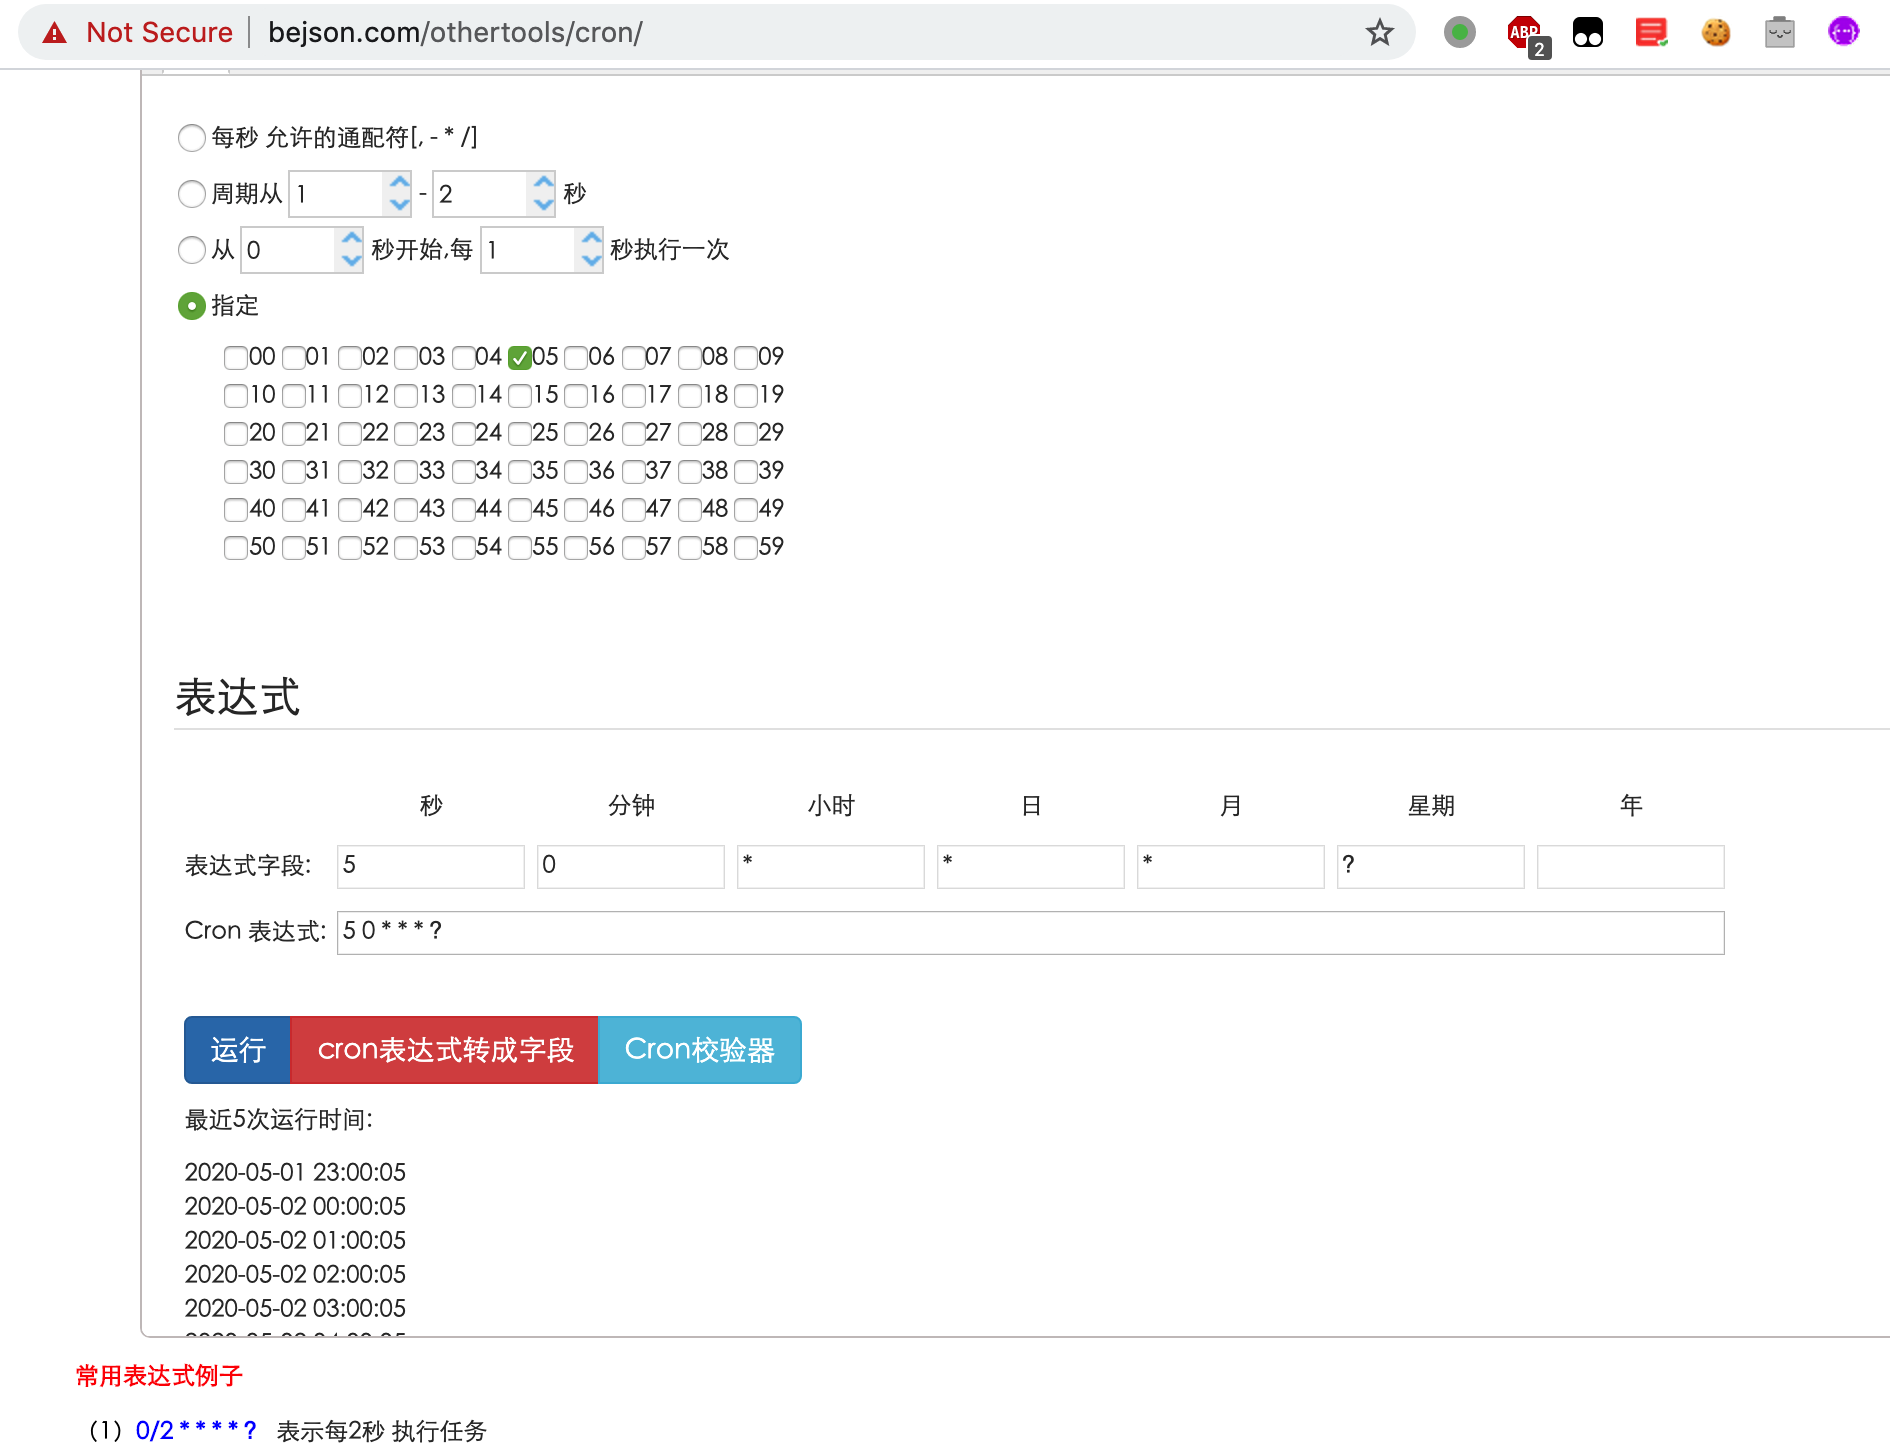 Not Secure | bejson.com/othertools/cron/
ABP 2
每秒 允许的通配符[, - * /]
周期从 1 - 2 秒
从 0 秒开始,每 1 秒执行一次
指定
00 01 02 03 04 05 06 07 08 09
10 11 12 13 14 15 16 17 18 19
20 21 22 23 24 25 26 27 28 29
30 31 32 33 34 35 36 37 38 39
40 41 42 43 44 45 46 47 48 49
50 51 52 53 54 55 56 57 58 59
表达式
秒 分钟 小时 日 月 星期 年
表达式字段: 5 0 * * * ?
Cron 表达式: 5 0 * * * ?
运行 cron表达式转成字段 Cron校验器
最近5次运行时间:
2020-05-01 23:00:05
2020-05-02 00:00:05
2020-05-02 01:00:05
2020-05-02 02:00:05
2020-05-02 03:00:05
常用表达式例子
（1）0/2 * * * * ? 表示每2秒 执行任务